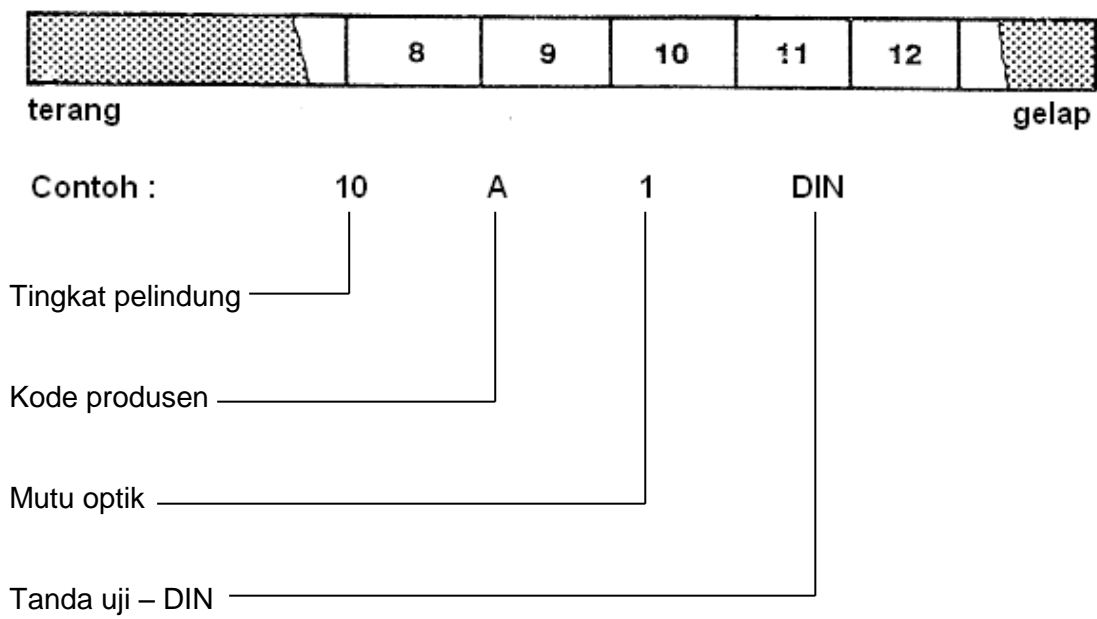 8 9 10 11 12
terang gelap
Contoh : 10 A 1 DIN
Tingkat pelindung
Kode produsen
Mutu optik
Tanda uji – DIN